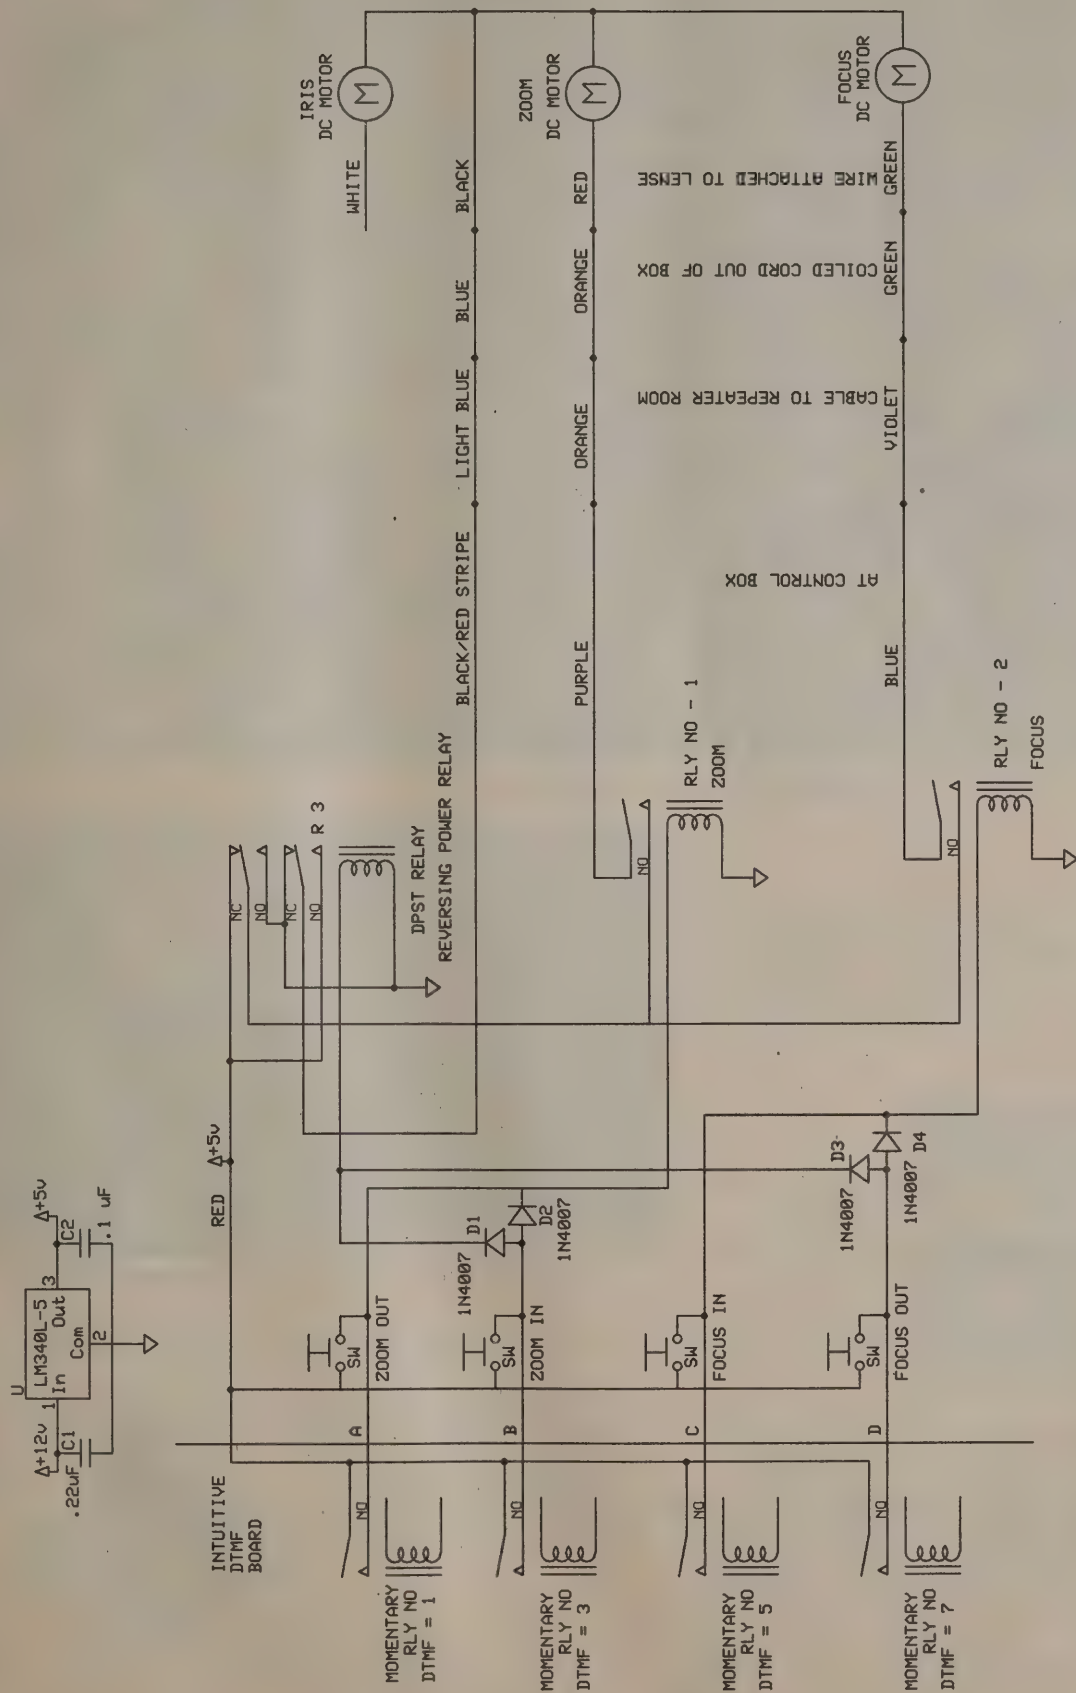 U
LM340L-5
In
Out
Com
1
3
2
+12v
+5v
C1
.22uF
C2
.1 uF
INTUITIVE
DTMF
BOARD
RED
+5v
MOMENTARY
RLY NO
DTMF = 1
NO
A
SW
ZOOM OUT
MOMENTARY
RLY NO
DTMF = 3
NO
B
SW
ZOOM IN
1N4007
D1
D2
1N4007
MOMENTARY
RLY NO
DTMF = 5
NO
C
SW
FOCUS IN
MOMENTARY
RLY NO
DTMF = 7
NO
D
SW
FOCUS OUT
1N4007
D3
D4
1N4007
NC
NO
NC
NO
R 3
DPST RELAY
REVERSING POWER RELAY
NO
RLY NO - 1
ZOOM
NO
RLY NO - 2
FOCUS
BLACK/RED STRIPE
LIGHT BLUE
BLUE
BLACK
PURPLE
ORANGE
ORANGE
RED
BLUE
VIOLET
GREEN
GREEN
AT CONTROL BOX
CABLE TO REPEATER ROOM
COILED CORD OUT OF BOX
WIRE ATTACHED TO LENSE
WHITE
IRIS
DC MOTOR
M
ZOOM
DC MOTOR
M
FOCUS
DC MOTOR
M